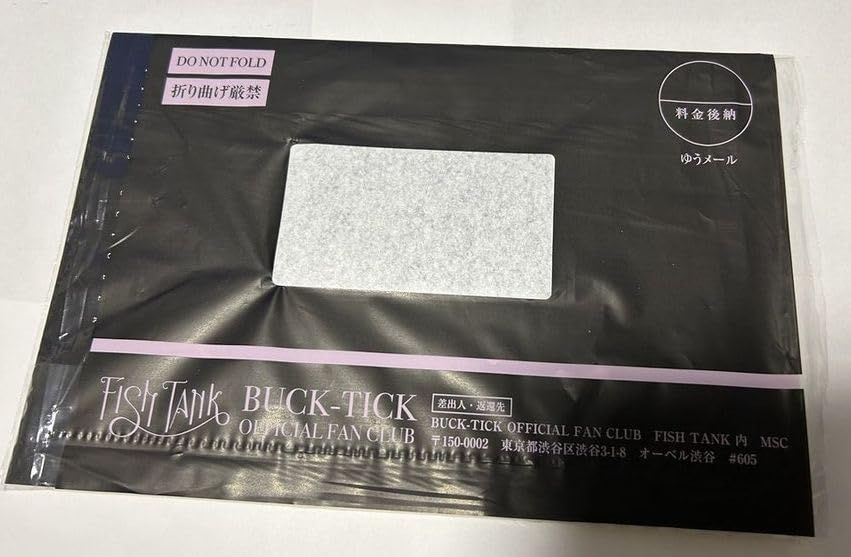 DO NOT FOLD
折り曲げ厳禁
料金後納
ゆうメール
FISH TANK
BUCK-TICK
OFFICIAL FAN CLUB
差出人・返還先
BUCK-TICK OFFICIAL FAN CLUB FISH TANK 内 MSC
〒150-0002 東京都渋谷区渋谷3-1-8 オーベル渋谷 #605